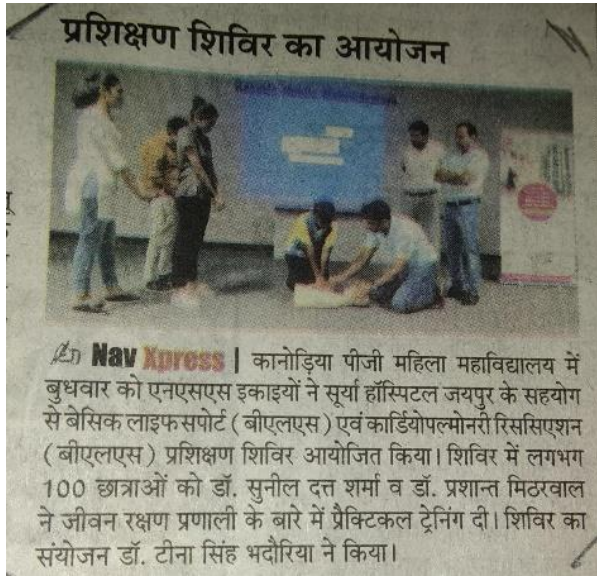 प्रशिक्षण शिविर का आयोजन
Nav Xpress | कानोड़िया पीजी महिला महाविद्यालय में
बुधवार को एनएसएस इकाइयों ने सूर्या हॉस्पिटल जयपुर के सहयोग
से बेसिक लाइफसपोर्ट (बीएलएस) एवं कार्डियोपल्मोनरी रिससिएशन
(बीएलएस) प्रशिक्षण शिविर आयोजित किया। शिविर में लगभग
100 छात्राओं को डॉ. सुनील दत्त शर्मा व डॉ. प्रशान्त मिठरवाल
ने जीवन रक्षण प्रणाली के बारे में प्रैक्टिकल ट्रेनिंग दी। शिविर का
संयोजन डॉ. टीना सिंह भदौरिया ने किया।